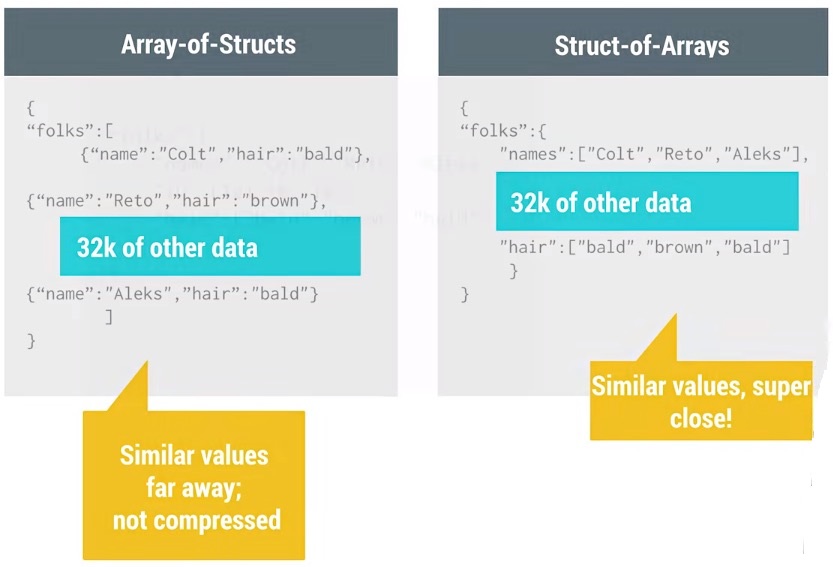 Array-of-Structs
{
“folks”:[
{“name”:"Colt",”hair”:"bald"},
{“name”:"Reto",”hair”:"brown"},
32k of other data
{“name”:"Aleks",”hair”:"bald"}
]
}
Similar values
far away;
not compressed
Struct-of-Arrays
{
“folks”:{
"names":["Colt","Reto","Aleks"],
32k of other data
"hair":["bald","brown","bald"]
}
}
Similar values, super
close!